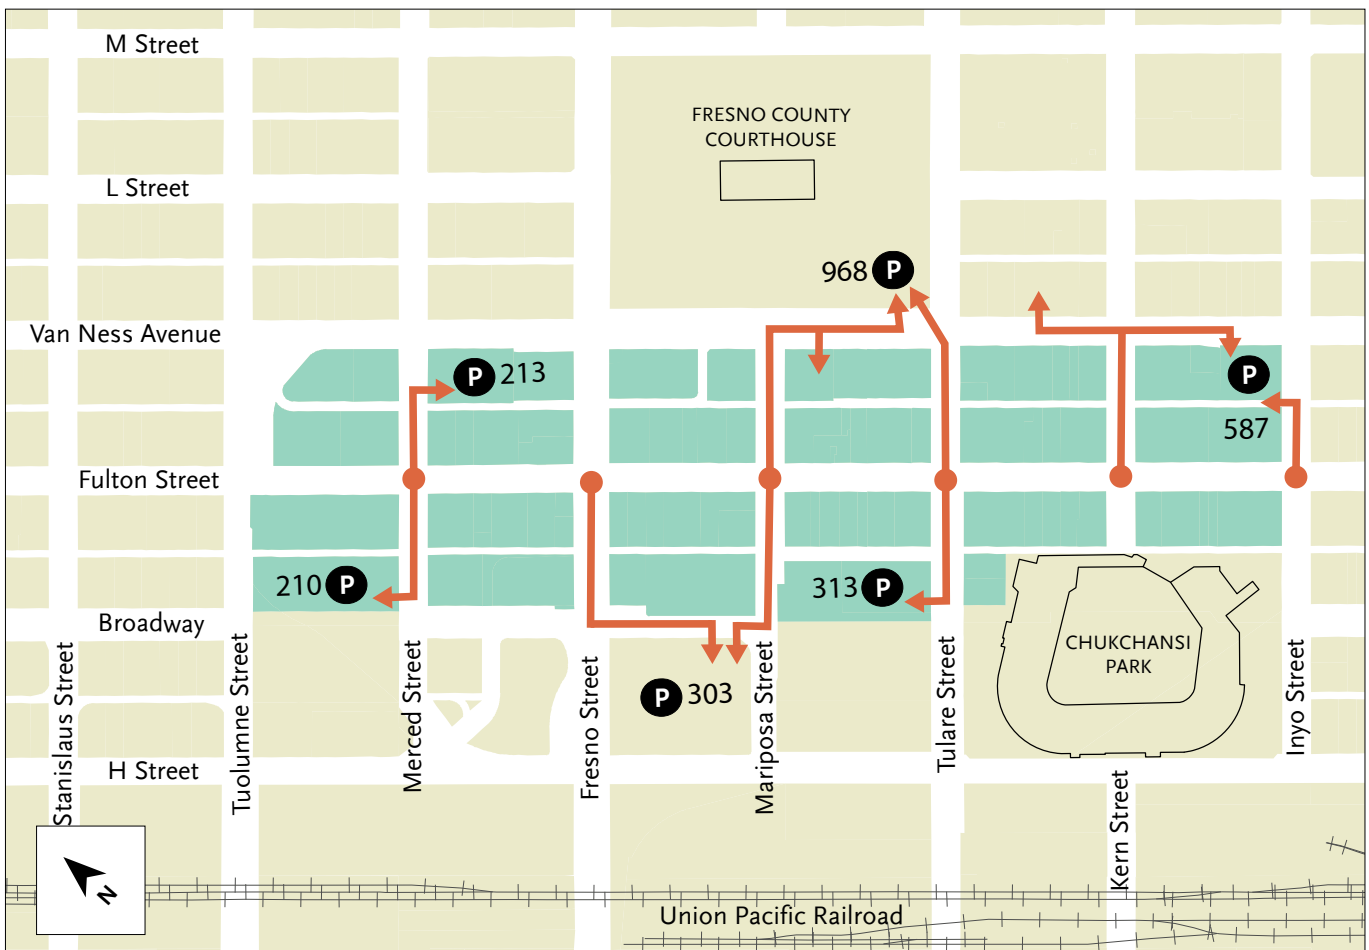 M Street
FRESNO COUNTY
COURTHOUSE
L Street
968 P
Van Ness Avenue
P 213
P
587
Fulton Street
210 P
313 P
Broadway
CHUKCHANSI
PARK
P 303
Stanislaus Street
Tuolumne Street
Merced Street
Fresno Street
Mariposa Street
Tulare Street
Kern Street
Inyo Street
H Street
N
Union Pacific Railroad